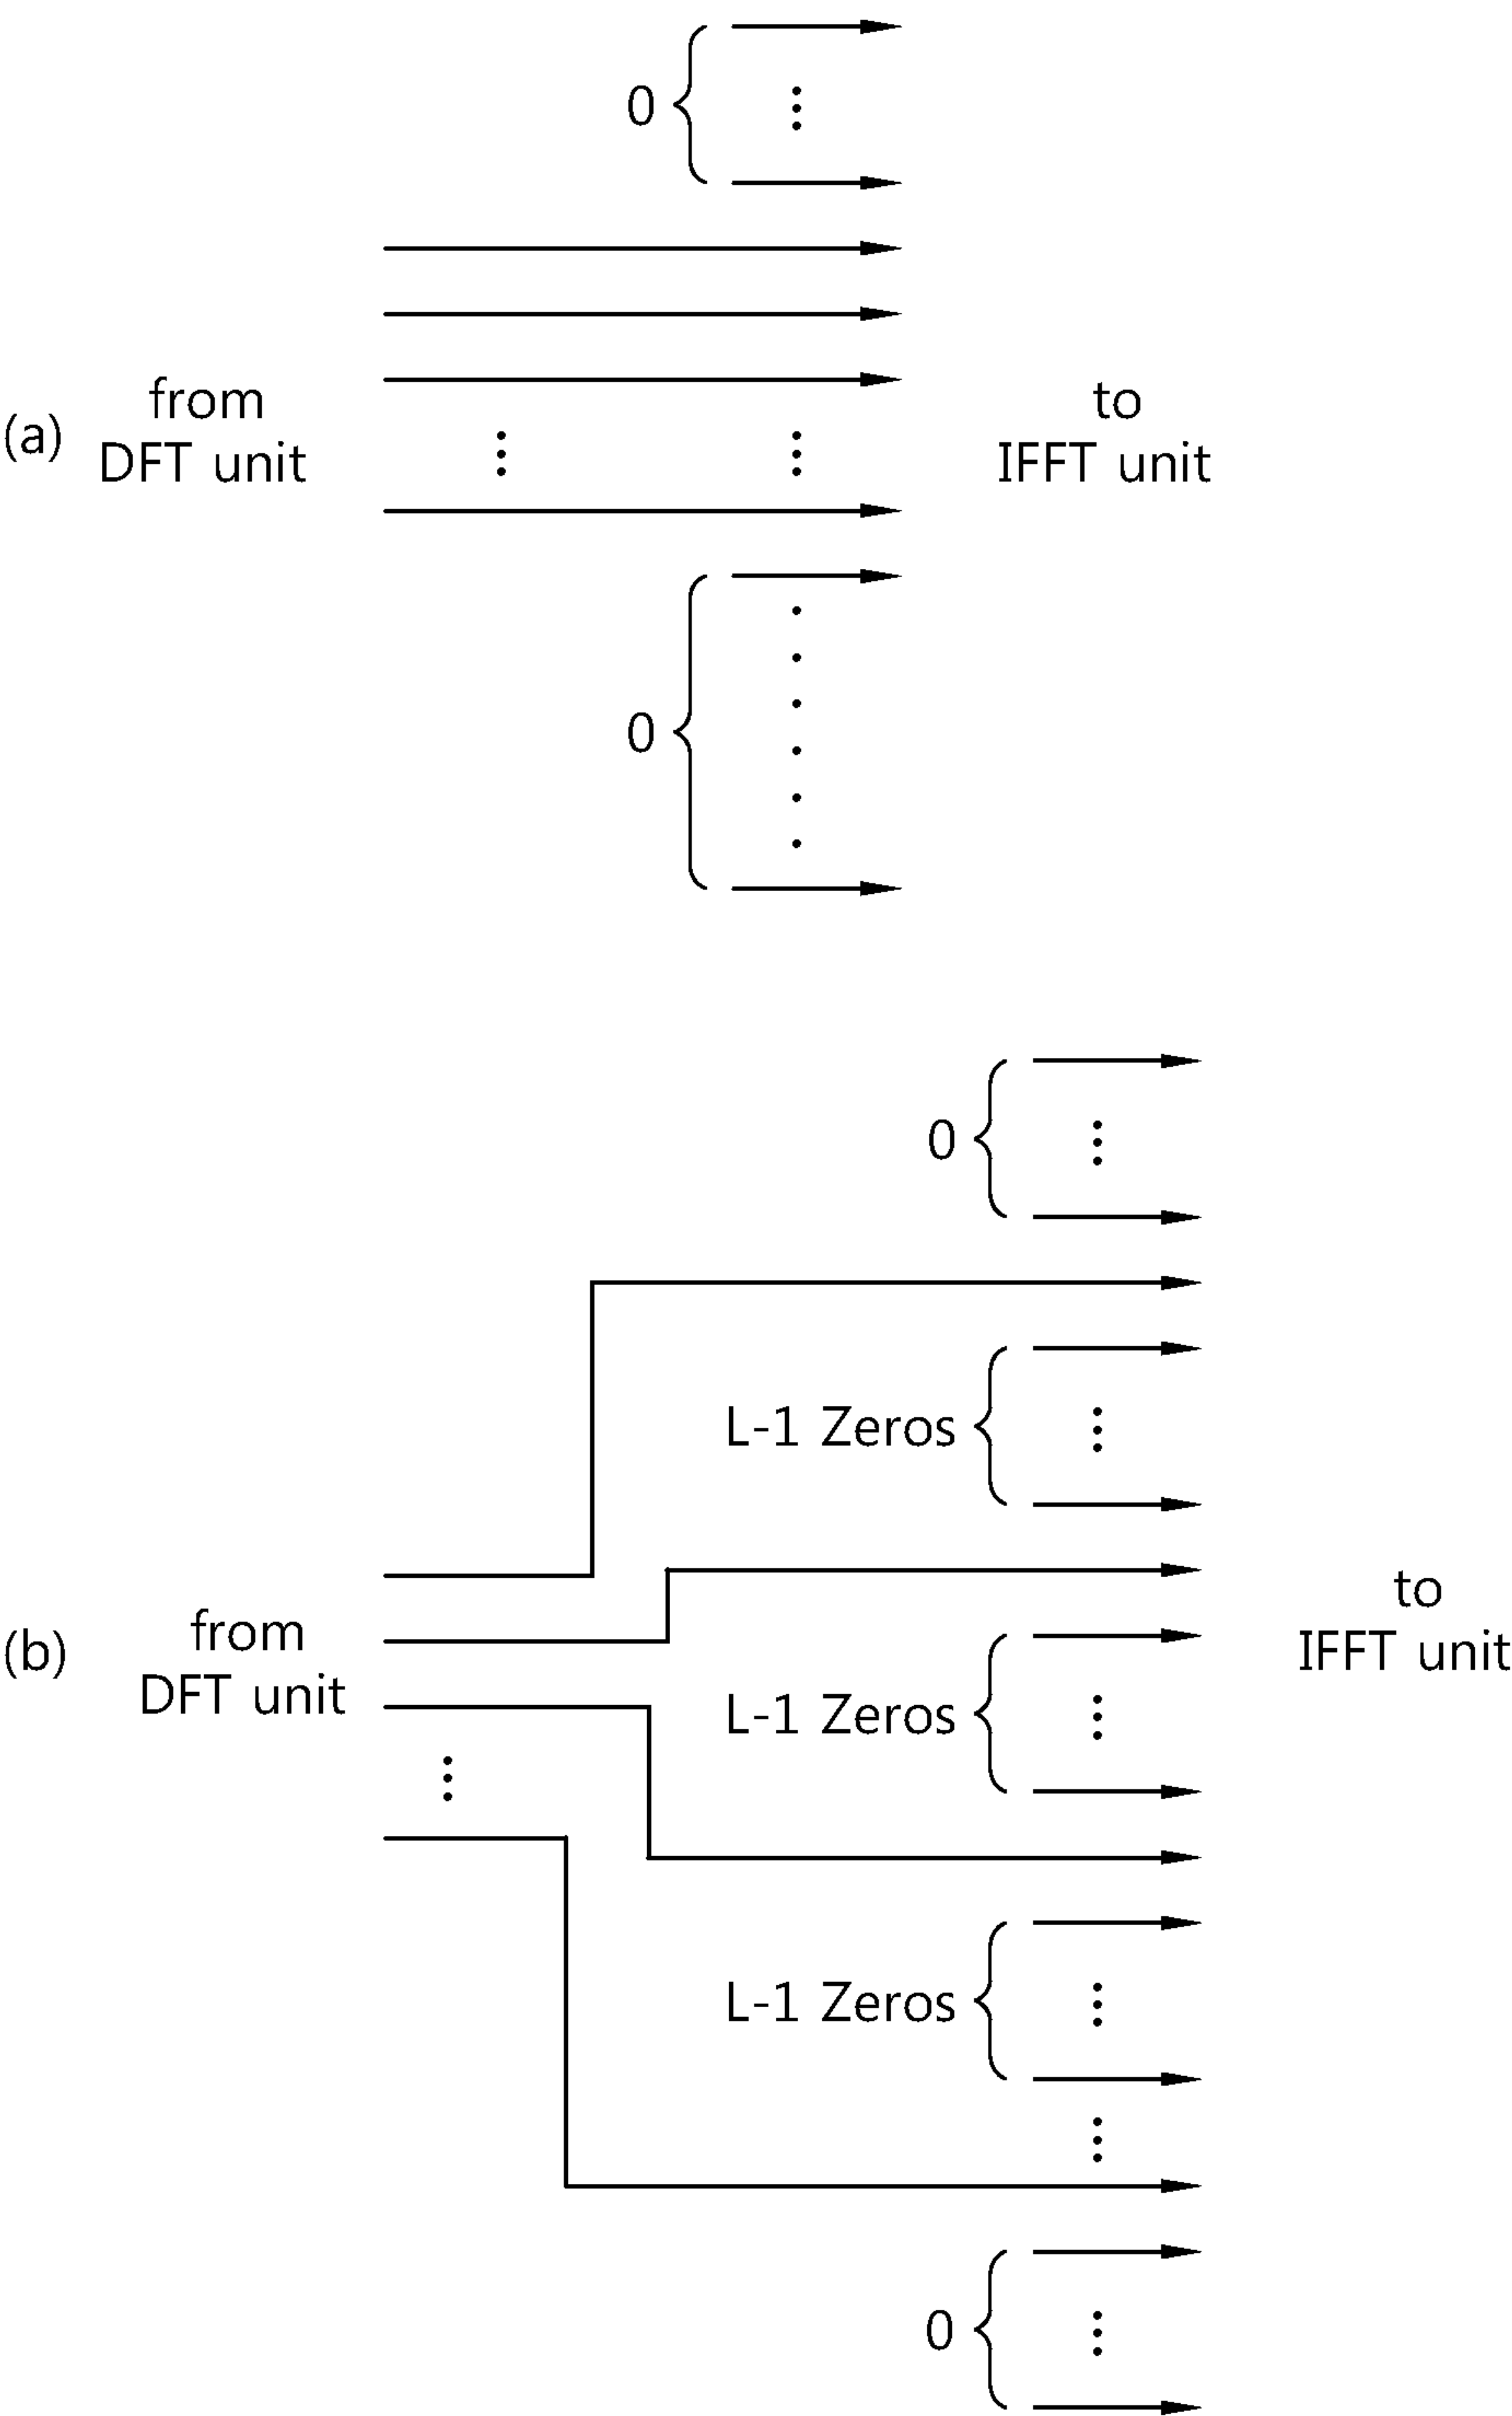 0
(a)
from
DFT unit
to
IFFT unit
0
0
L-1 Zeros
(b)
from
DFT unit
to
IFFT unit
L-1 Zeros
L-1 Zeros
0